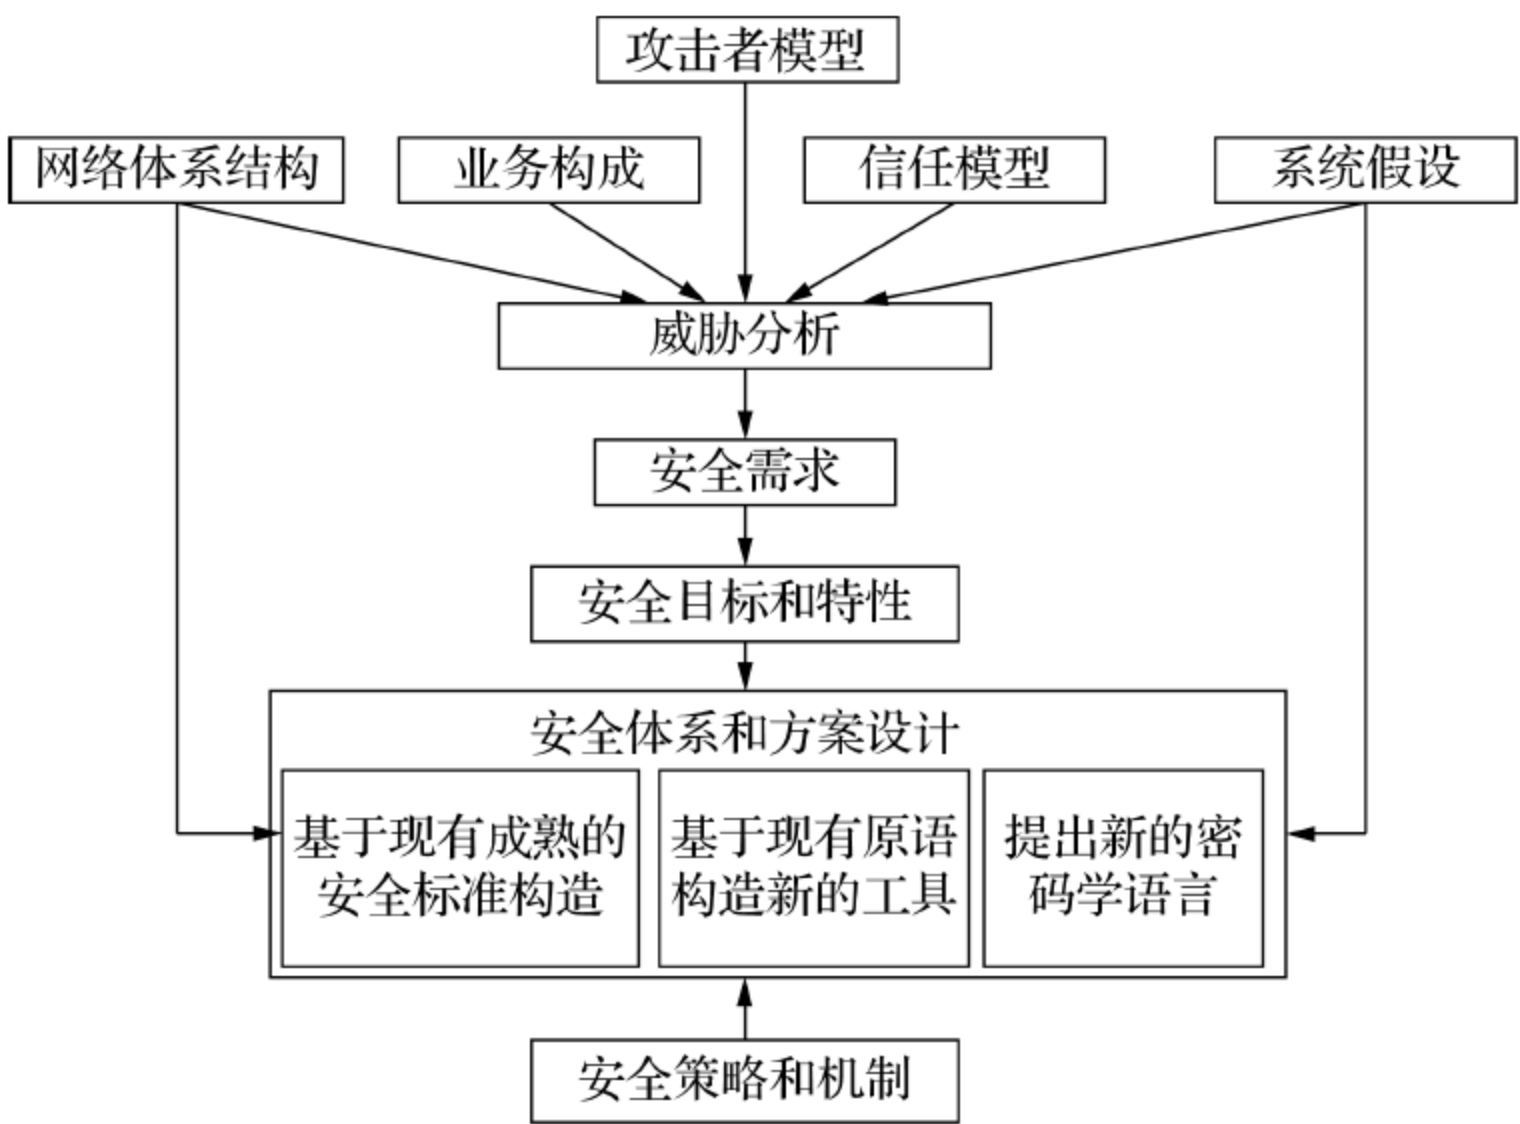 攻击者模型
网络体系结构
业务构成
信任模型
系统假设
威胁分析
安全需求
安全目标和特性
安全体系和方案设计
基于现有成熟的
安全标准构造
基于现有原语
构造新的工具
提出新的密
码学语言
安全策略和机制